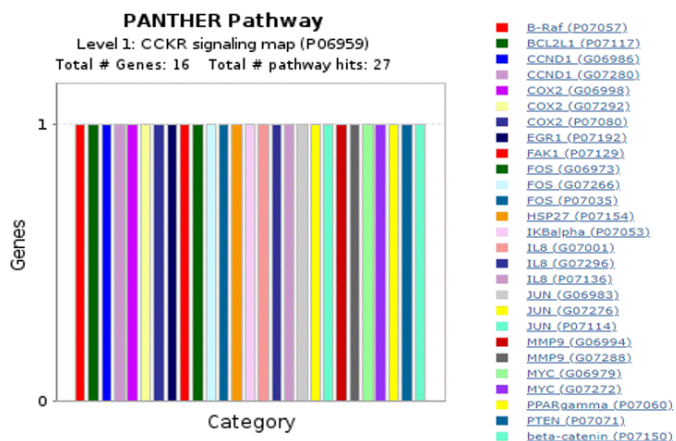 PANTHER Pathway
Level 1: CCKR signaling map (P06959)
Total # Genes: 16 Total # pathway hits: 27
1
Genes
0
Category
B-Raf (P07057)
BCL2L1 (P07117)
CCND1 (G06986)
CCND1 (G07280)
COX2 (G06998)
COX2 (G07292)
COX2 (P07080)
EGR1 (P07192)
FAK1 (P07129)
FOS (G06973)
FOS (G07266)
FOS (P07035)
HSP27 (P07154)
IKBalpha (P07053)
IL8 (G07001)
IL8 (G07296)
IL8 (P07136)
JUN (G06983)
JUN (G07276)
JUN (P07114)
MMP9 (G06994)
MMP9 (G07288)
MYC (G06979)
MYC (G07272)
PPARgamma (P07060)
PTEN (P07071)
beta-catenin (P07150)